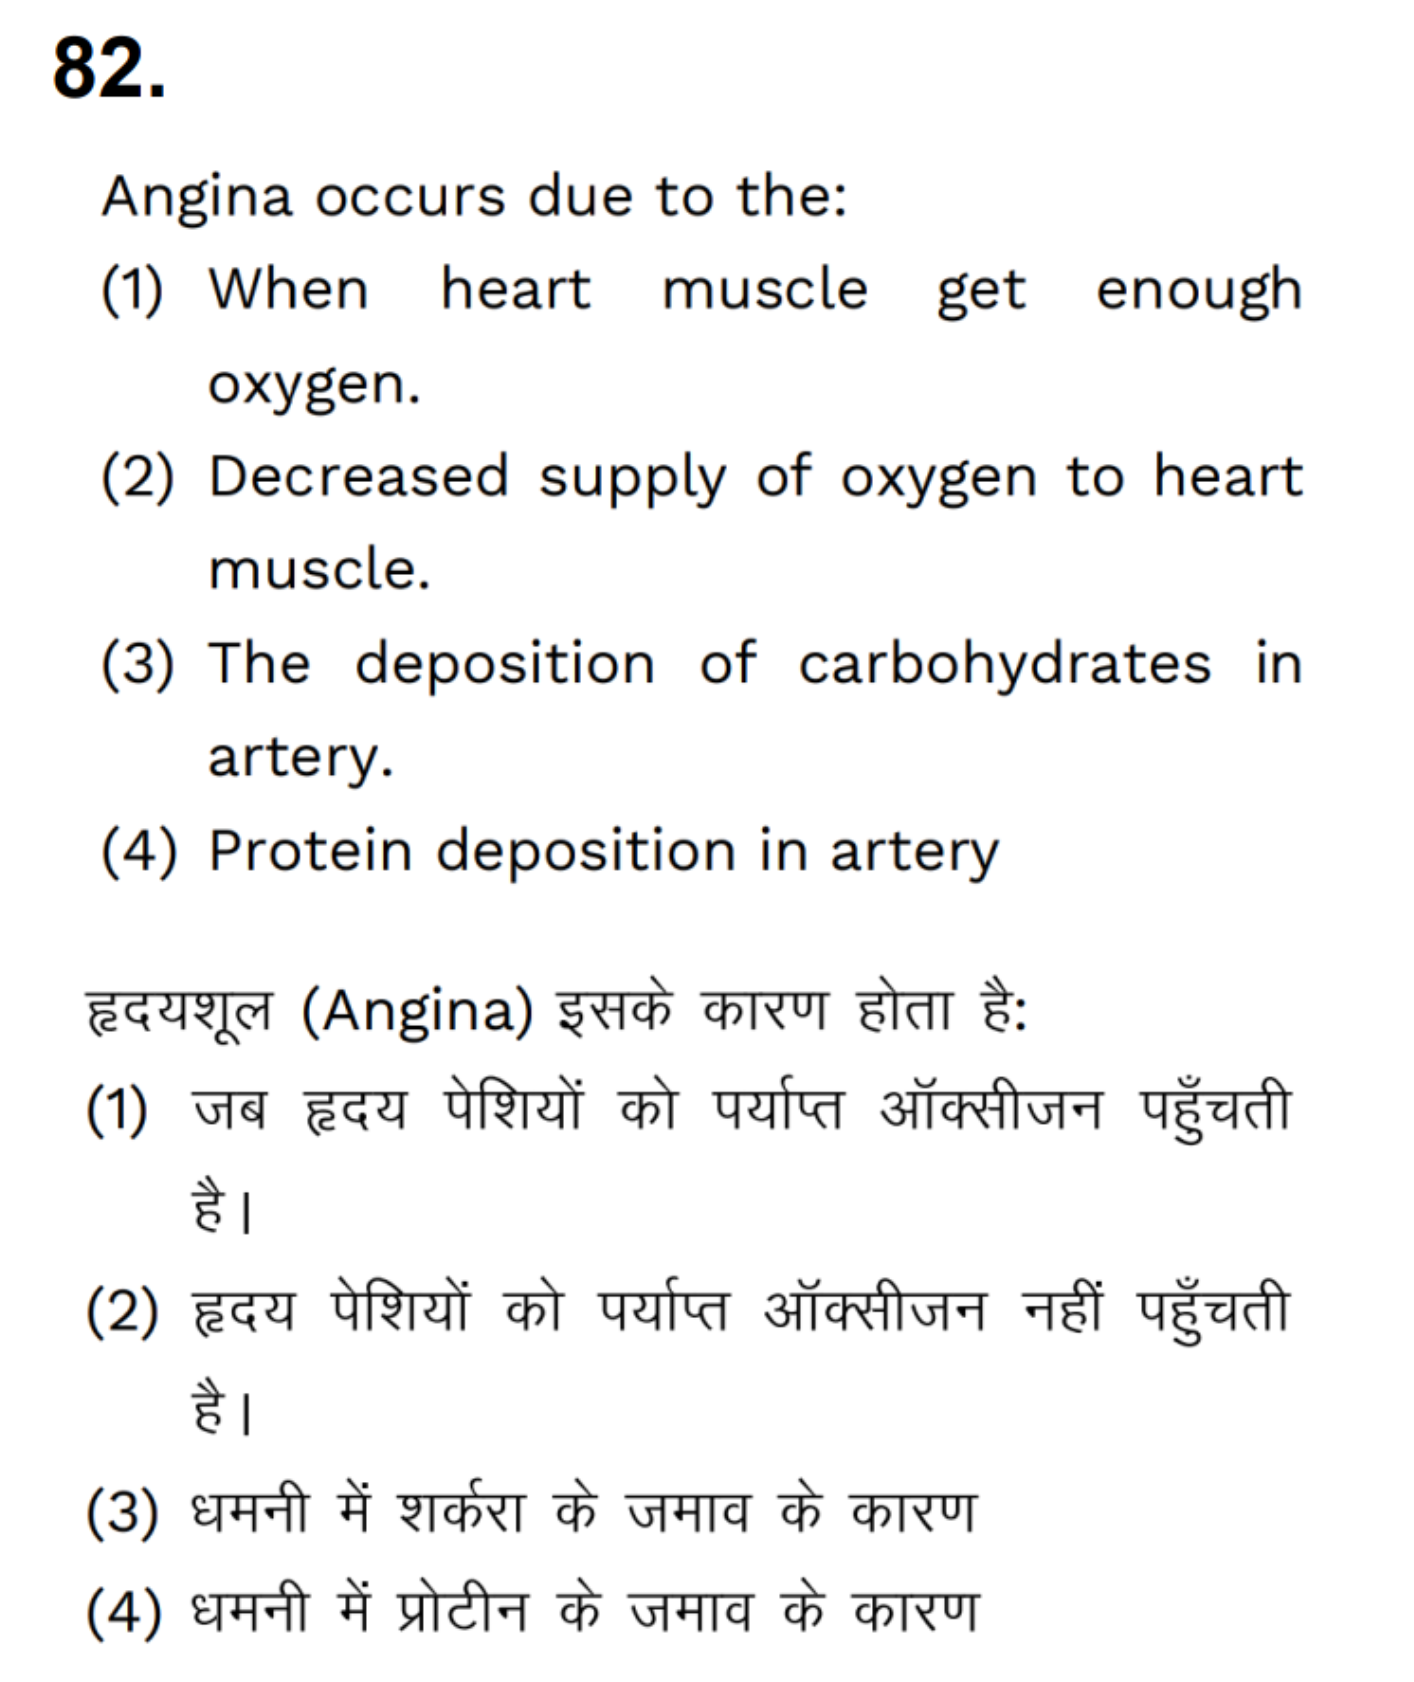 82.
Angina occurs due to the:
(1) When heart muscle get enough
oxygen.
(2) Decreased supply of oxygen to heart
muscle.
(3) The deposition of carbohydrates in
artery.
(4) Protein deposition in artery
हृदयशूल (Angina) इसके कारण होता है:
(1) जब हृदय पेशियों को पर्याप्त ऑक्सीजन पहुँचती
है।
(2) हृदय पेशियों को पर्याप्त ऑक्सीजन नहीं पहुँचती
है।
(3) धमनी में शर्करा के जमाव के कारण
(4) धमनी में प्रोटीन के जमाव के कारण